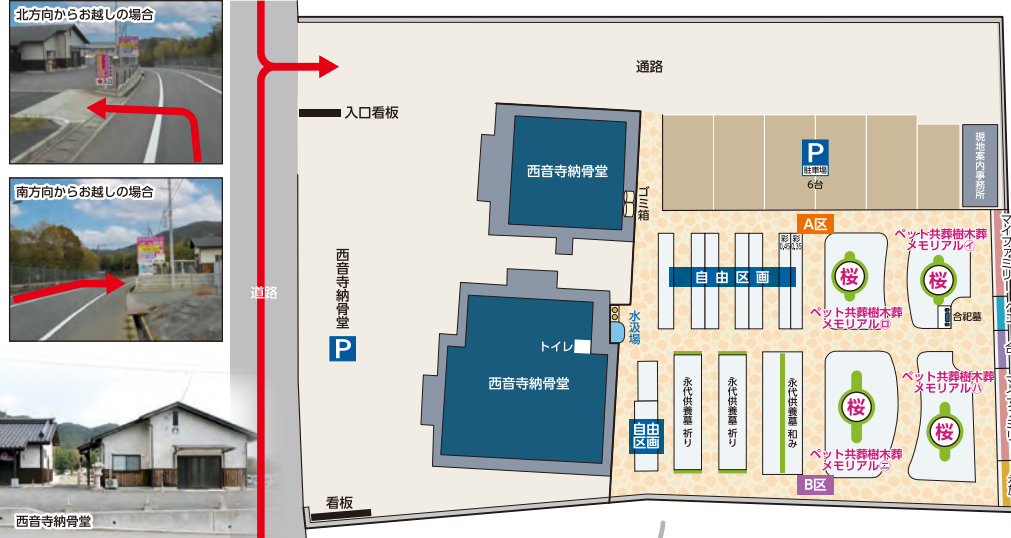 北方向からお越しの場合
南方向からお越しの場合
西音寺納骨堂
道路
入口看板
通路
西音寺納骨堂
P
西音寺納骨堂
ゴミ箱
P
駐車場
6台
現地案内事務所
A区
自由区画
彩
0.45
彩
0.35
桜
ペット共葬樹木葬
メモリアル㋺
ペット共葬樹木葬
メモリアル㋑
桜
合祀墓
水汲場
トイレ
西音寺納骨堂
自由
区画
永代供養墓 祈り
永代供養墓 祈り
永代供養墓 和み
桜
ペット共葬樹木葬
メモリアル㋥
ペット共葬樹木葬
メモリアル㋩
桜
B区
看板